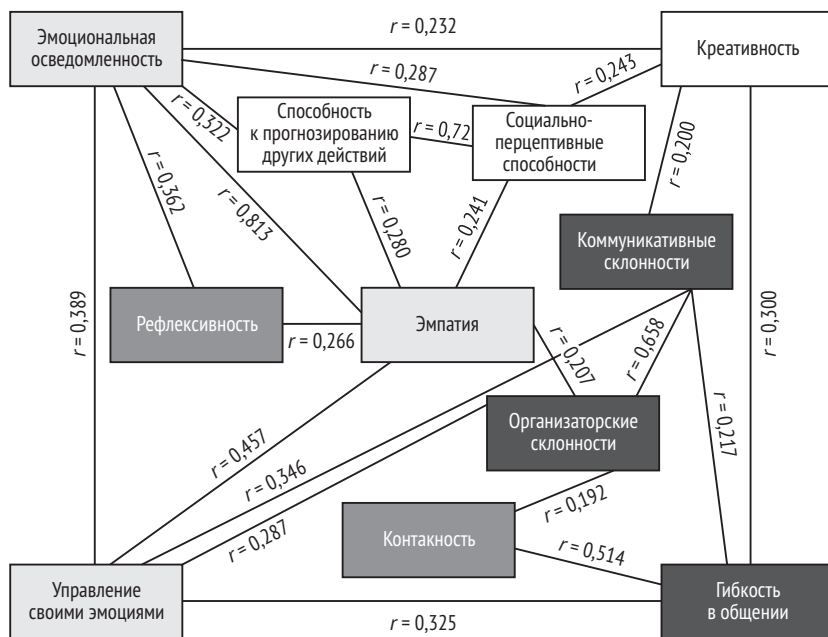 Эмоциональная
осведомленность
r = 0,232
Креативность
r = 0,287
r = 0,243
r = 0,322
Способность
к прогнозированию
других действий
r = 0,72
Социально-
перцептивные
способности
r = 0,200
r = 0,362
r = 0,813
r = 0,280
r = 0,241
Коммуникативные
склонности
r = 0,389
Рефлексивность
r = 0,266
Эмпатия
r = 0,300
r = 0,207
r = 0,658
Организаторские
склонности
r = 0,217
r = 0,457
r = 0,346
r = 0,287
r = 0,192
Контакность
r = 0,514
Управление
своими эмоциями
r = 0,325
Гибкость
в общении